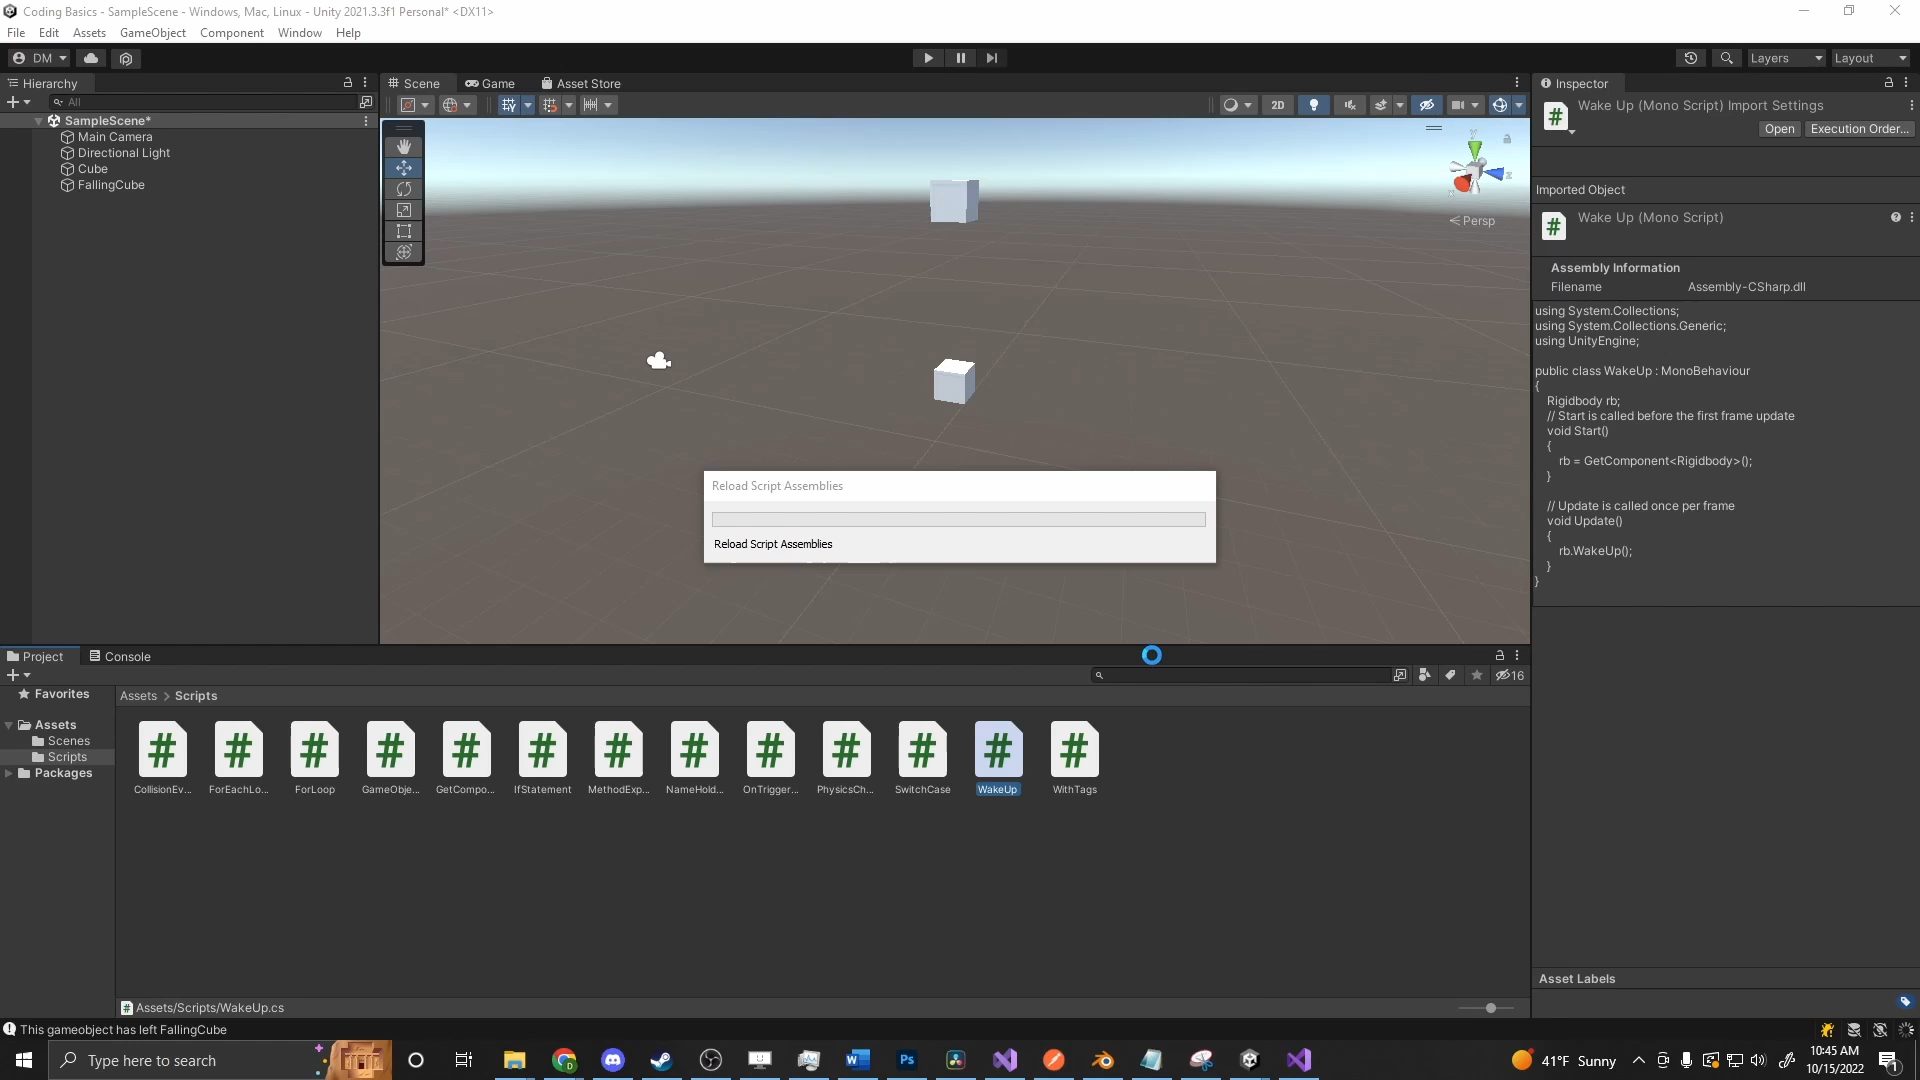 Coding Basics - SampleScene - Windows, Mac, Linux - Unity 2021.3.3f1 Personal* <DX11>
File Edit Assets GameObject Component Window Help
DM Layers Layout
Hierarchy
All
SampleScene*
Main Camera
Directional Light
Cube
FallingCube
Scene Game Asset Store
2D
y
z
Persp
Reload Script Assemblies
Reload Script Assemblies
Inspector
Wake Up (Mono Script) Import Settings
Open Execution Order...
Imported Object
Wake Up (Mono Script)
Assembly Information
Filename Assembly-CSharp.dll
using System.Collections;
using System.Collections.Generic;
using UnityEngine;
public class WakeUp : MonoBehaviour
{
Rigidbody rb;
// Start is called before the first frame update
void Start()
{
rb = GetComponent<Rigidbody>();
}
// Update is called once per frame
void Update()
{
rb.WakeUp();
}
}
Asset Labels
Project Console
16
Favorites
Assets
Scenes
Scripts
Packages
Assets > Scripts
CollisionEv... ForEachLo... ForLoop GameObje... GetCompo... IfStatement MethodExp... NameHold... OnTrigger... PhysicsCh... SwitchCase WakeUp WithTags
Assets/Scripts/WakeUp.cs
This gameobject has left FallingCube
Type here to search
41°F Sunny
10:45 AM
10/15/2022
1